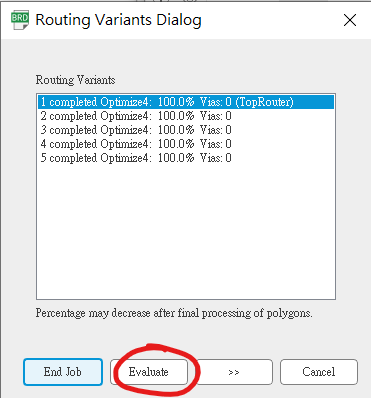 BRD
Routing Variants Dialog
Routing Variants
1 completed Optimize4: 100.0% Vias: 0 (TopRouter)
2 completed Optimize4: 100.0% Vias: 0
3 completed Optimize4: 100.0% Vias: 0
4 completed Optimize4: 100.0% Vias: 0
5 completed Optimize4: 100.0% Vias: 0
Percentage may decrease after final processing of polygons.
End Job Evaluate >> Cancel